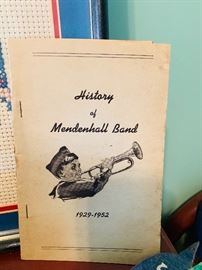 History
of
Mendenhall Band
1929-1952